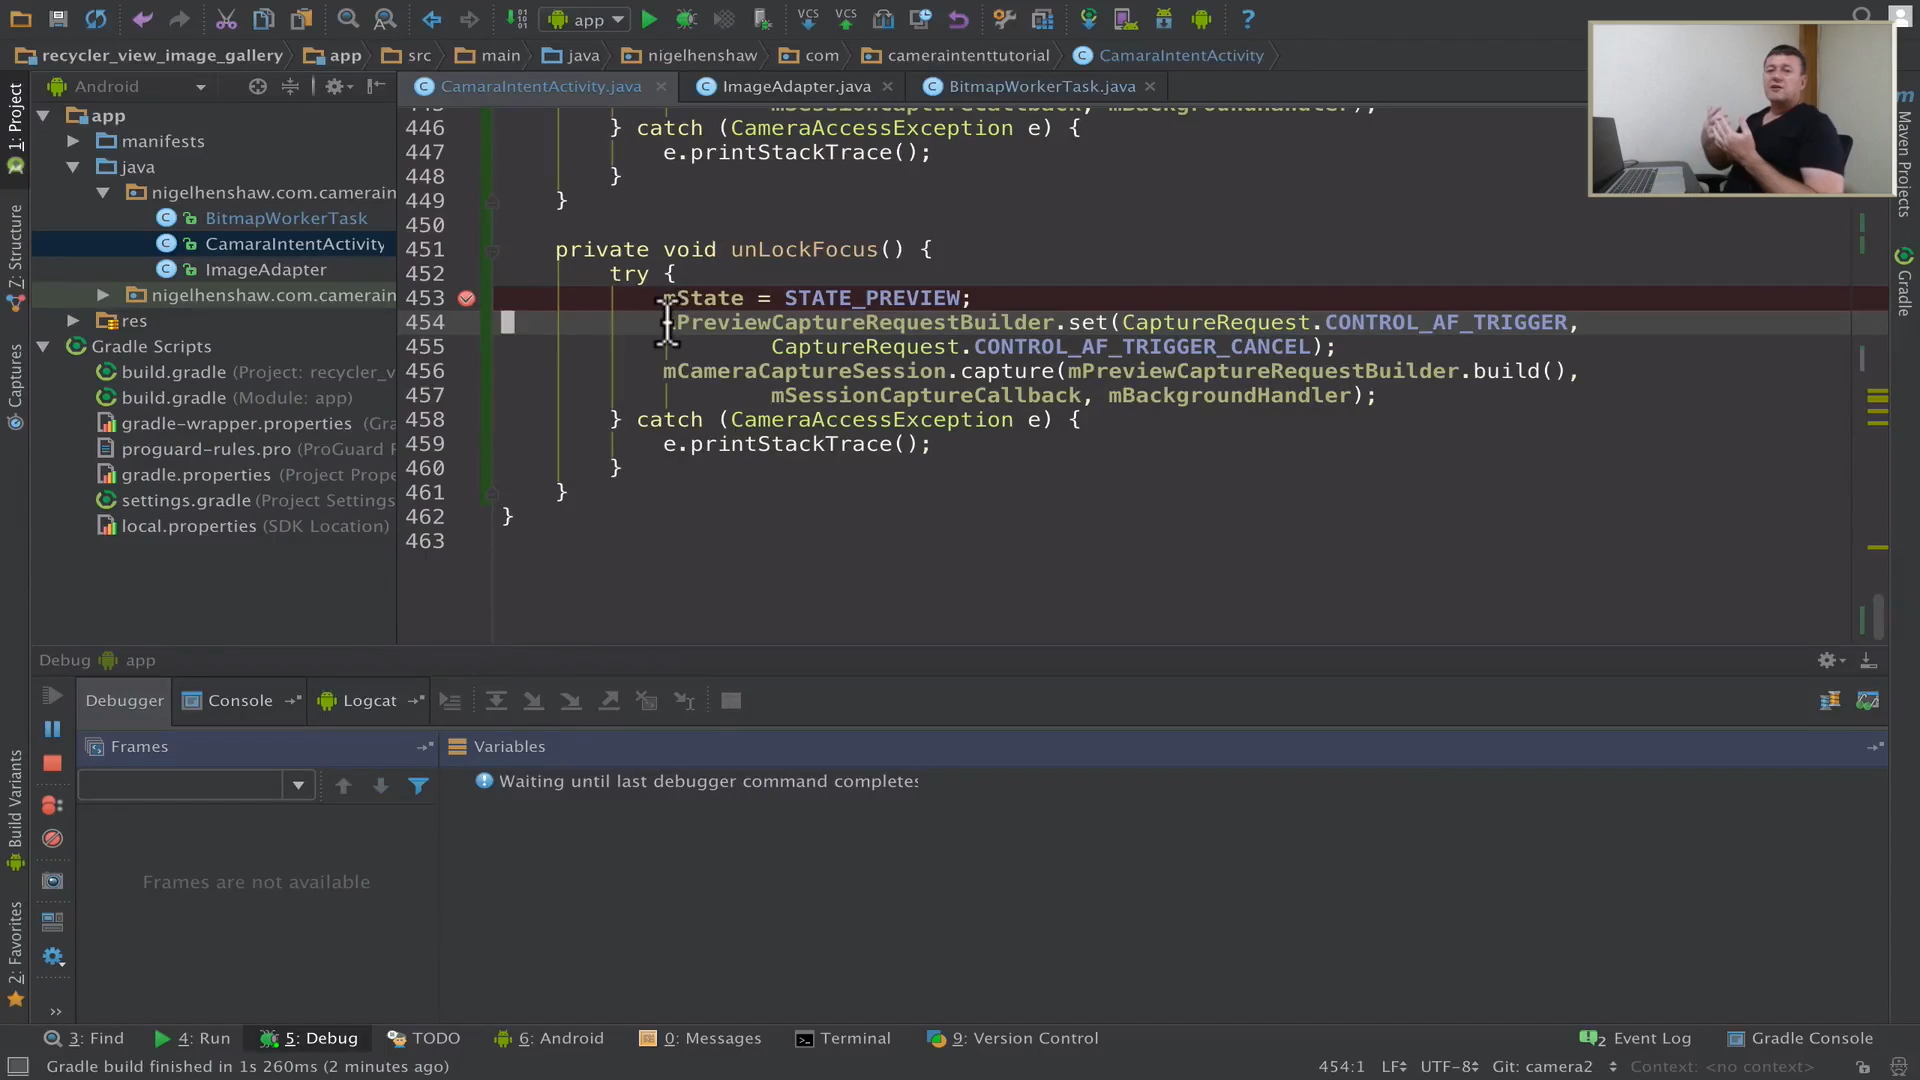 app
recycler_view_image_gallery
app
src
main
java
nigelhenshaw
com
cameraintenttutorial
CamaraIntentActivity
Android
CamaraIntentActivity.java
ImageAdapter.java
BitmapWorkerTask.java
1: Project
7: Structure
Captures
Build Variants
2: Favorites
Maven Projects
Gradle
app
manifests
java
nigelhenshaw.com.camerain
BitmapWorkerTask
CamaraIntentActivity
ImageAdapter
nigelhenshaw.com.camerain
res
Gradle Scripts
build.gradle (Project: recycler_v
build.gradle (Module: app)
gradle-wrapper.properties (Gra
proguard-rules.pro (ProGuard F
gradle.properties (Project Prope
settings.gradle (Project Settings
local.properties (SDK Location)
mSessionCaptureCallback, mBackgroundHandler);
446 } catch (CameraAccessException e) {
447 e.printStackTrace();
448 }
449 }
450
451 private void unLockFocus() {
452 try {
453 mState = STATE_PREVIEW;
454 mPreviewCaptureRequestBuilder.set(CaptureRequest.CONTROL_AF_TRIGGER,
455 CaptureRequest.CONTROL_AF_TRIGGER_CANCEL);
456 mCameraCaptureSession.capture(mPreviewCaptureRequestBuilder.build(),
457 mSessionCaptureCallback, mBackgroundHandler);
458 } catch (CameraAccessException e) {
459 e.printStackTrace();
460 }
461 }
462 }
463
Debug app
Debugger
Console
Logcat
Frames
Variables
Waiting until last debugger command completes
Frames are not available
3: Find
4: Run
5: Debug
TODO
6: Android
0: Messages
Terminal
9: Version Control
2 Event Log
Gradle Console
Gradle build finished in 1s 260ms (2 minutes ago)
454:1
LF
UTF-8
Git: camera2
Context: <no context>